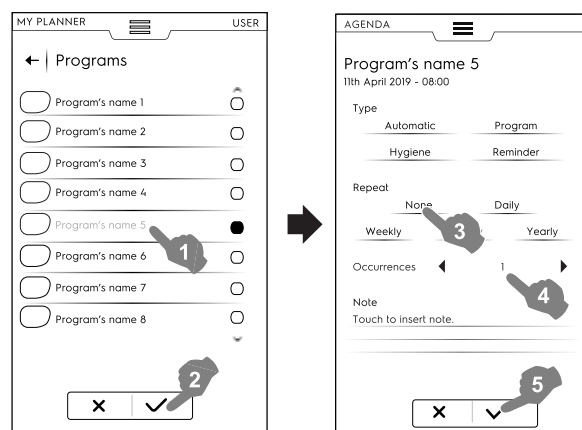 MY PLANNER USER
Programs
Program's name 1
Program's name 2
Program's name 3
Program's name 4
Program's name 5
1
Program's name 6
Program's name 7
Program's name 8
2
AGENDA
Program's name 5
11th April 2019 - 08:00
Type
Automatic Program
Hygiene Reminder
Repeat
None Daily
3
Weekly Yearly
Occurrences 1
4
Note
Touch to insert note.
5